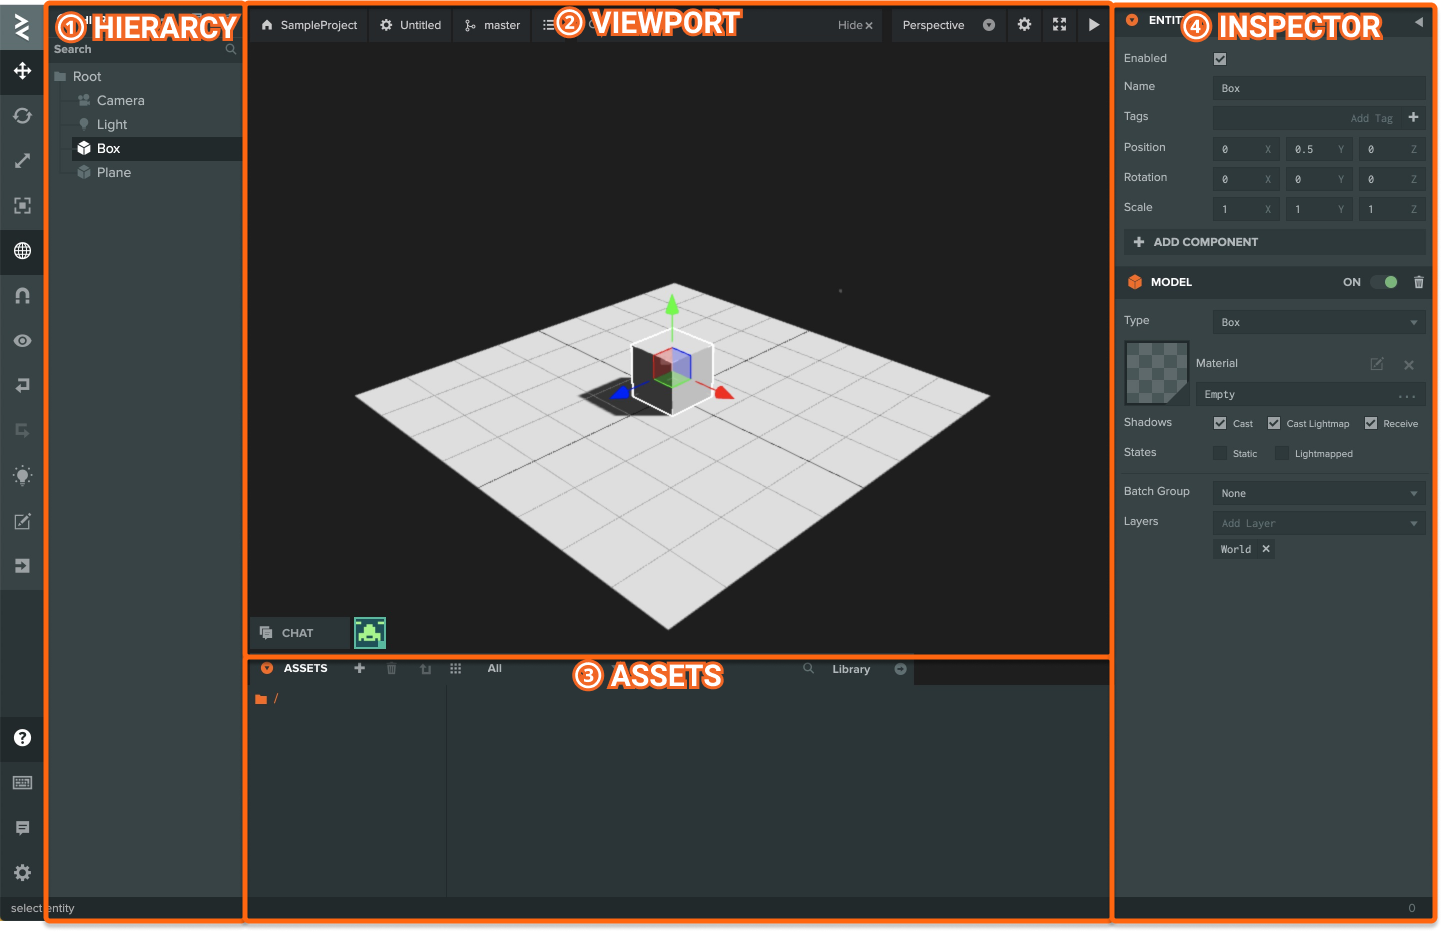 ① HIERARCY
Search
Root
Camera
Light
Box
Plane
SampleProject
Untitled
master
② VIEWPORT
Hide ×
Perspective
CHAT
ASSETS
All
③ ASSETS
Library
/
④ INSPECTOR
ENTIT
Enabled
Name Box
Tags Add Tag +
Position 0 X 0.5 Y 0 Z
Rotation 0 X 0 Y 0 Z
Scale 1 X 1 Y 1 Z
+ ADD COMPONENT
MODEL ON
Type Box
Material
Empty ...
Shadows Cast Cast Lightmap Receive
States Static Lightmapped
Batch Group None
Layers Add Layer
World ×
select entity
0